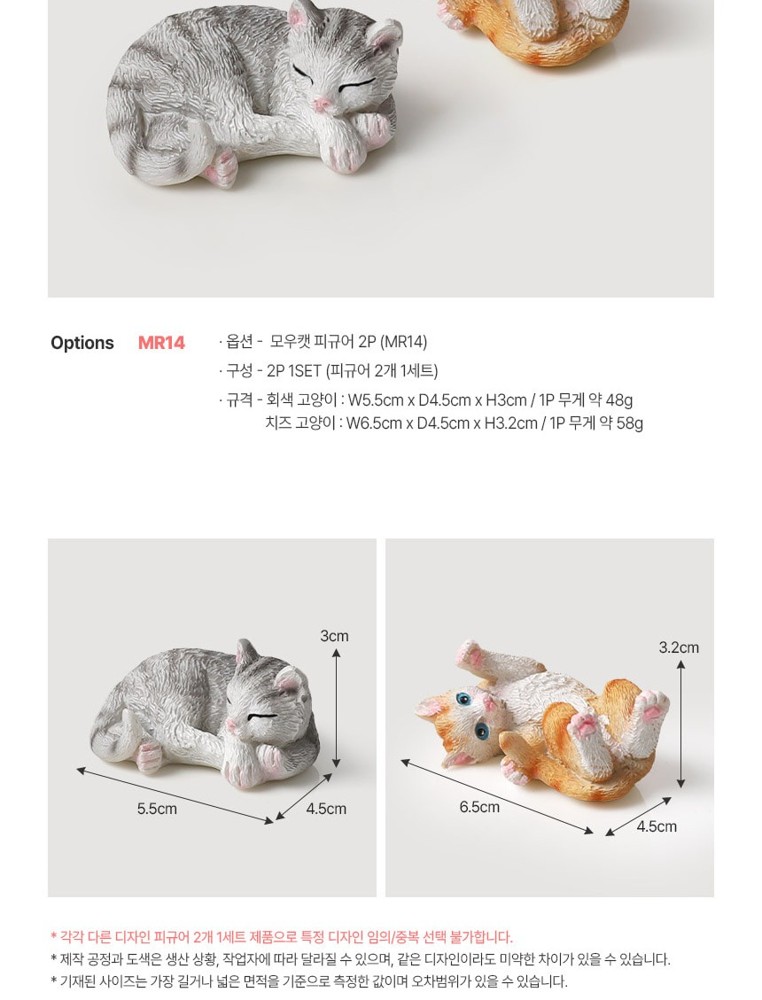 Options MR14 · 옵션 - 모우캣 피규어 2P (MR14)
· 구성 - 2P 1SET (피규어 2개 1세트)
· 규격 - 회색 고양이 : W5.5cm x D4.5cm x H3cm / 1P 무게 약 48g
치즈 고양이 : W6.5cm x D4.5cm x H3.2cm / 1P 무게 약 58g
3cm
5.5cm
4.5cm
3.2cm
6.5cm
4.5cm
* 각각 다른 디자인 피규어 2개 1세트 제품으로 특정 디자인 임의/중복 선택 불가합니다.
* 제작 공정과 도색은 생산 상황, 작업자에 따라 달라질 수 있으며, 같은 디자인이라도 미약한 차이가 있을 수 있습니다.
* 기재된 사이즈는 가장 길거나 넓은 면적을 기준으로 측정한 값이며 오차범위가 있을 수 있습니다.